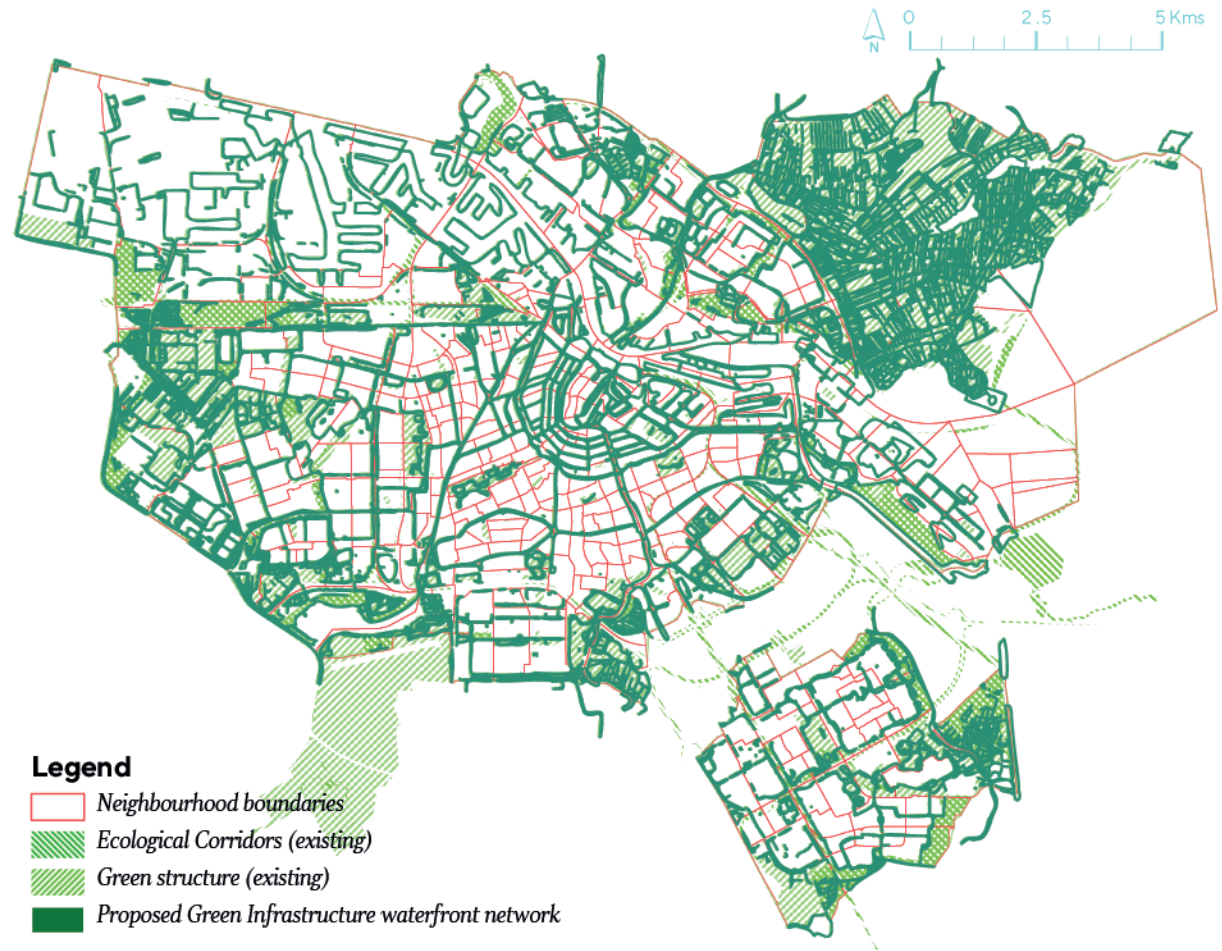 0 2.5 5 Kms
N
Legend
Neighbourhood boundaries
Ecological Corridors (existing)
Green structure (existing)
Proposed Green Infrastructure waterfront network